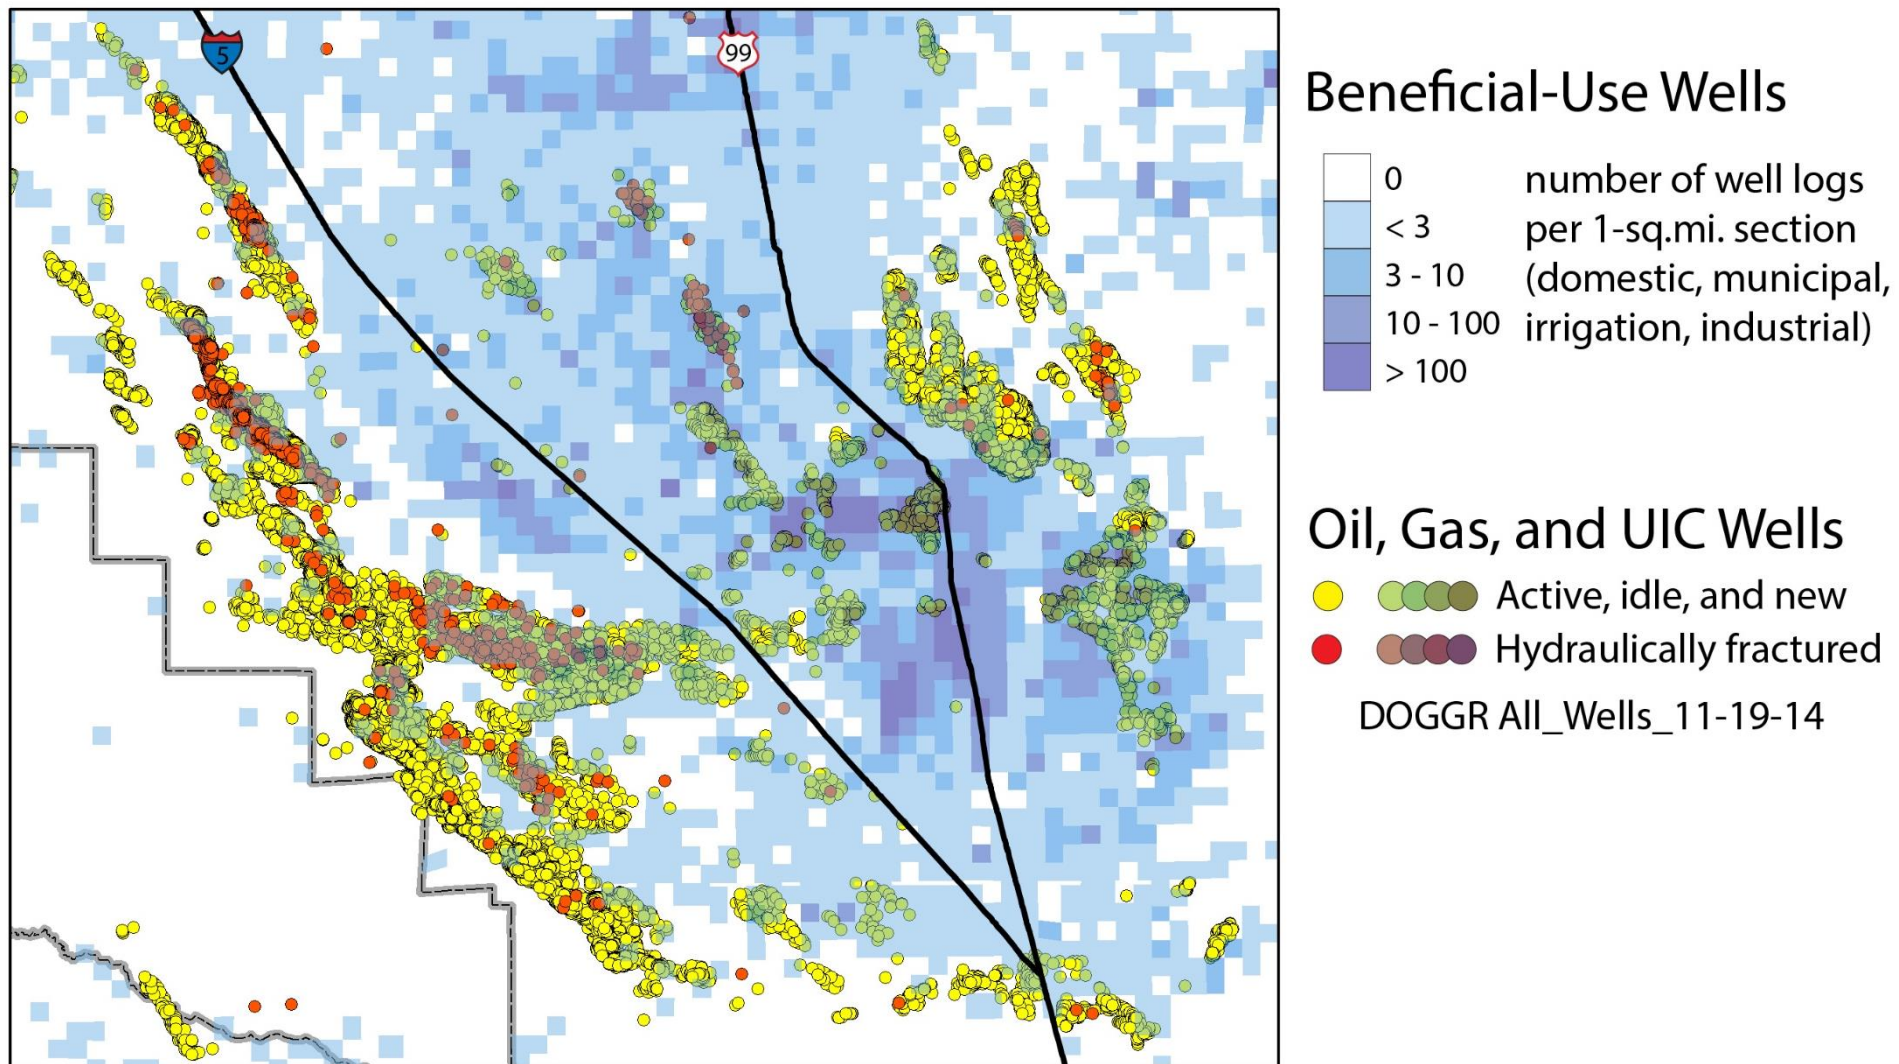 5
99
Beneficial-Use Wells
0
< 3
3 - 10
10 - 100
> 100
number of well logs
per 1-sq.mi. section
(domestic, municipal,
irrigation, industrial)
Oil, Gas, and UIC Wells
Active, idle, and new
Hydraulically fractured
DOGGR All_Wells_11-19-14